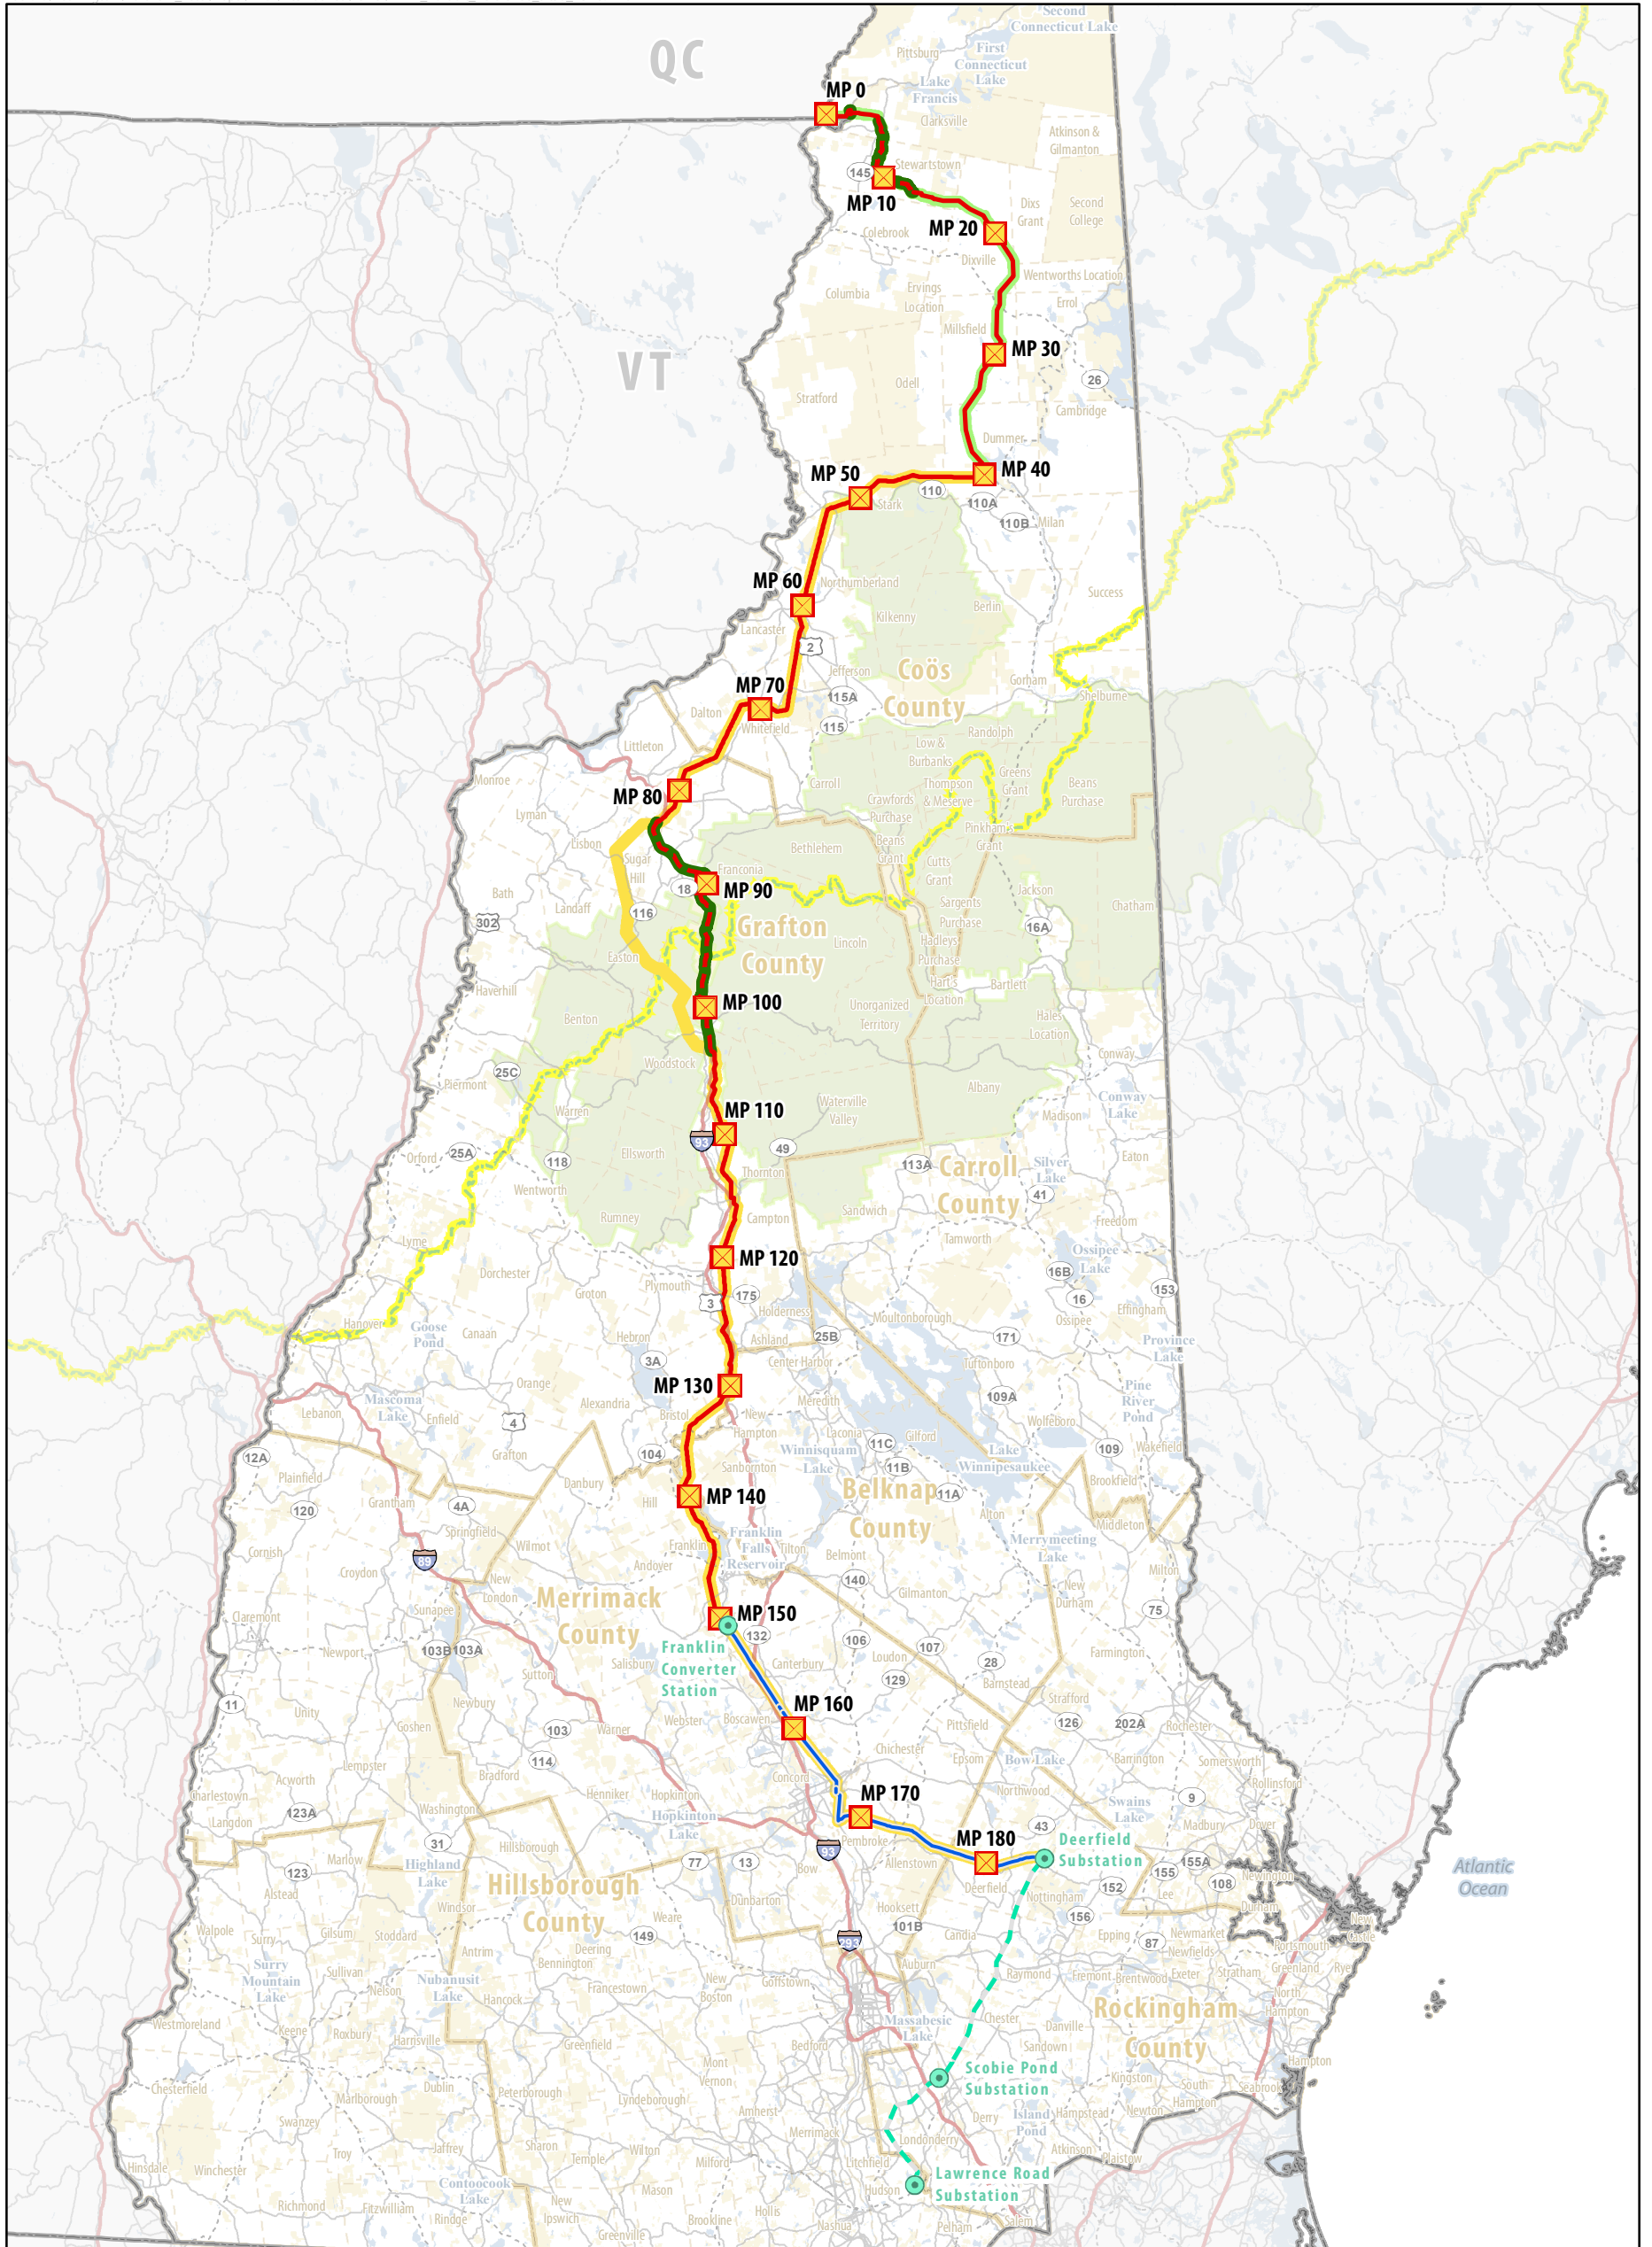 QC
Second
Connecticut Lake
Pittsburg
First
Connecticut
Lake
Lake
Francis
MP 0
Clarksville
Atkinson &
Gilmanton
Stewartstown
145
MP 10
Dixs
Grant
Second
College
MP 20
Colebrook
Dixville
Wentworths Location
Columbia
Ervings
Location
Errol
Millsfield
MP 30
VT
26
Odell
Cambridge
Stratford
Dummer
MP 50
MP 40
110
Stark
110A
110B
Milan
MP 60
Northumberland
Success
Kilkenny
Berlin
Lancaster
2
Jefferson
Coös
County
Gorham
MP 70
115A
Shelburne
Dalton
Whitefield
115
Randolph
Littleton
Low &
Burbanks
Greens
Grant
Monroe
Carroll
Thompson
& Meserve
Beans
Purchase
MP 80
Crawfords
Purchase
Lyman
Pinkhams
Grant
Lisbon
Bethlehem
Beans
Grant
Sugar
Hill
Franconia
Cutts
Grant
MP 90
18
Jackson
Bath
Landaff
116
Sargents
Purchase
Chatham
302
Grafton
County
16A
Lincoln
Hadleys
Purchase
Easton
Haverhill
Hart's
Location
Bartlett
MP 100
Unorganized
Territory
Benton
Hales
Location
Woodstock
Conway
25C
Piermont
Albany
Warren
Waterville
Valley
Conway
Lake
MP 110
Madison
93
49
Ellsworth
25A
Orford
118
Thornton
113A
Carroll
County
Silver
Lake
Eaton
Wentworth
41
Rumney
Campton
Sandwich
Freedom
Lyme
Tamworth
MP 120
Ossipee
Lake
Dorchester
16B
Plymouth
153
Groton
175
16
3
Holderness
Effingham
Hanover
Goose
Pond
Canaan
Moultonborough
Ossipee
Hebron
Ashland
25B
171
Province
Lake
3A
Center Harbor
Tuftonboro
MP 130
Orange
Mascoma
Lake
Alexandria
Meredith
109A
Pine
River
Pond
Lebanon
Enfield
4
Bristol
New
Hampton
Wolfeboro
Laconia
Gilford
12A
Grafton
104
Winnisquam
Lake
11C
Lake
Winnipesaukee
109
Wakefield
Sanbornton
11B
Plainfield
Danbury
Brookfield
120
Grantham
Hill
MP 140
Belknap
County
11A
4A
Alton
Middleton
Springfield
Franklin
Falls
Reservoir
Merrymeeting
Lake
Cornish
Wilmot
Franklin
Tilton
89
Andover
Belmont
Milton
Croydon
140
New
London
Gilmanton
New
Durham
Merrimack
County
Sunapee
MP 150
75
Claremont
132
Franklin
Converter
Station
106
107
Newport
103B
103A
Farmington
Salisbury
Canterbury
Loudon
28
Sutton
129
Barnstead
11
Newbury
MP 160
Strafford
Unity
Webster
Boscawen
126
202A
Rochester
Goshen
103
Warner
Pittsfield
114
Chichester
Lempster
Epsom
Bow Lake
Barrington
Somersworth
Acworth
Bradford
Concord
Northwood
Rollinsford
Charlestown
Henniker
Hopkinton
MP 170
Swains
Lake
9
123A
Washington
Hopkinton
Lake
Madbury
Dover
Langdon
43
31
Hillsborough
Pembroke
MP 180
Deerfield
Substation
93
Marlow
Highland
Lake
77
13
Bow
Allenstown
155
155A
123
Hillsborough
County
Deerfield
Lee
108
Newington
Atlantic
Ocean
Alstead
Dunbarton
Nottingham
152
Durham
Windsor
Hooksett
156
New
Castle
Walpole
Gilsum
Stoddard
Weare
101B
Candia
Epping
Newmarket
Surry
149
293
87
Newfields
Portsmouth
Antrim
Deering
Surry
Mountain
Lake
Sullivan
Bennington
Auburn
Greenland
Rye
Nelson
Nubanusit
Lake
Francestown
New
Boston
Goffstown
Raymond
Fremont
Brentwood
Exeter
Stratham
Hancock
Rockingham
County
North
Hampton
Westmoreland
Keene
Roxbury
Harrisville
Greenfield
Bedford
Massabesic
Lake
Chester
Danville
Sandown
Mont
Vernon
Scobie Pond
Substation
Hampton
Chesterfield
Dublin
Peterborough
Kingston
South
Hampton
Seabrook
Marlborough
Lyndeborough
Newton
Swanzey
Amherst
Derry
Island
Pond
Hampstead
Merrimack
Troy
Jaffrey
Sharon
Wilton
Londonderry
Atkinson
Plaistow
Temple
Milford
Litchfield
Hinsdale
Winchester
Lawrence Road
Substation
Contoocook
Lake
Mason
Hudson
Richmond
Fitzwilliam
Rindge
New
Ipswich
Hollis
Brookline
Nashua
Pelham
Salem
Greenville